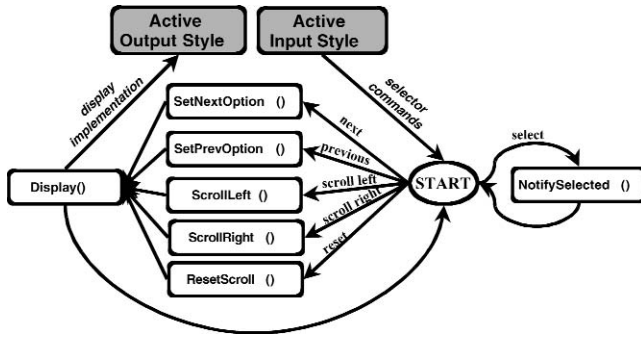 Active
Output Style
Active
Input Style
display
implementation
selector
commands
SetNextOption ()
next
SetPrevOption ()
previous
select
Display()
ScrollLeft ()
scroll left
START
NotifySelected ()
scroll right
ScrollRight ()
reset
ResetScroll ()